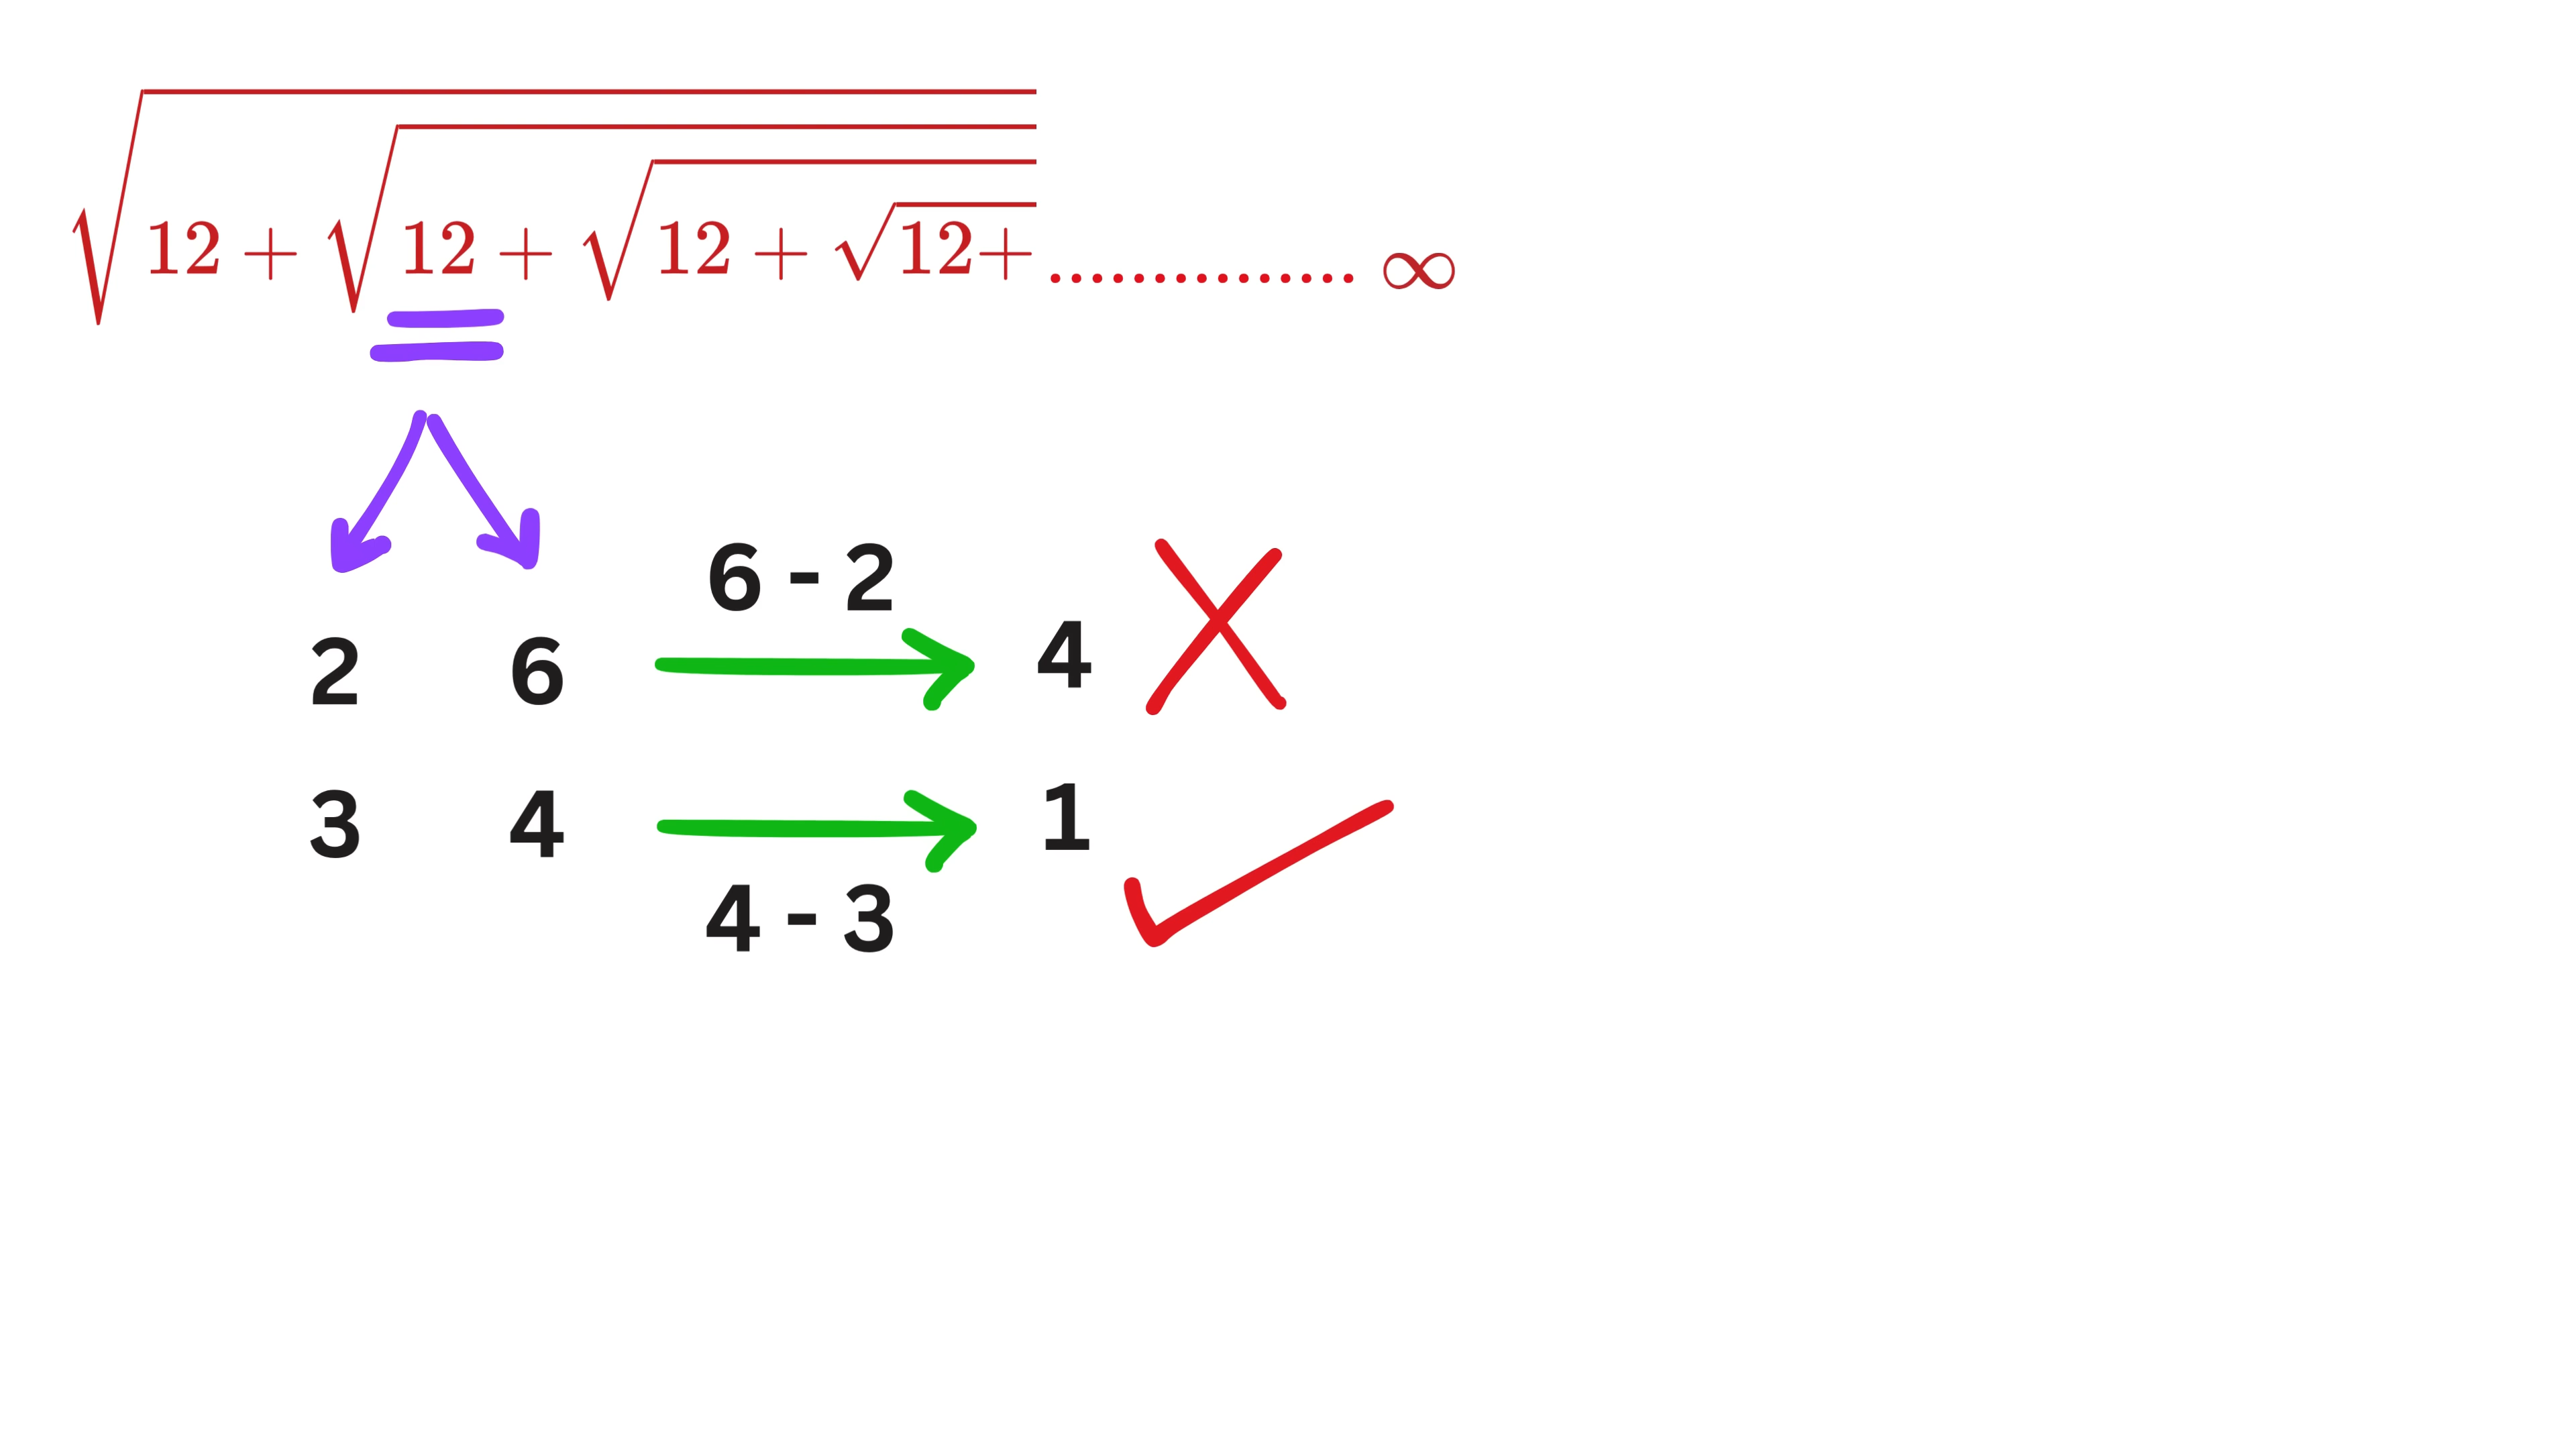 √12 + √12 + √12 + √12+ .............. ∞
6 - 2
2 6 4
3 4 1
4 - 3